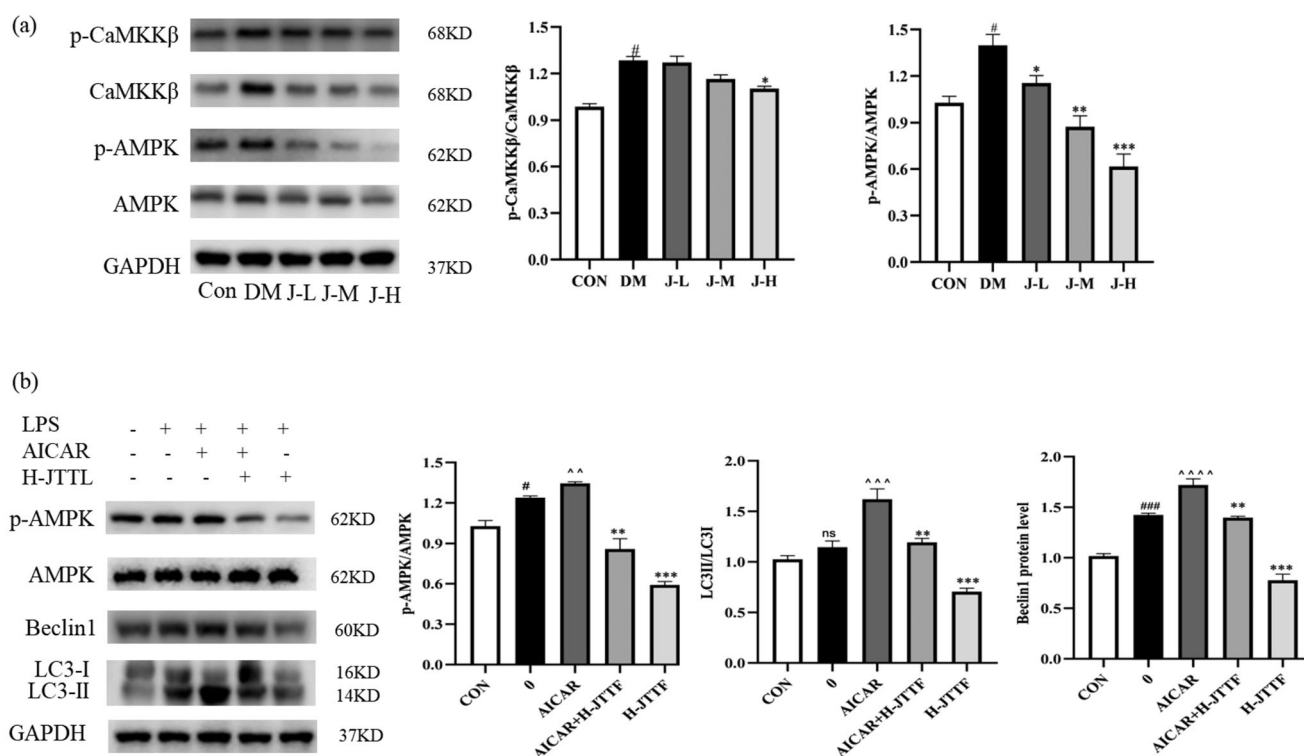 (a)
p-CaMKKβ 68KD
CaMKKβ 68KD
p-AMPK 62KD
AMPK 62KD
GAPDH 37KD
Con DM J-L J-M J-H
p-CaMKKβ/CaMKKβ
1.5
1.2
0.9
0.6
0.3
0.0
#
*
CON DM J-L J-M J-H
p-AMPK/AMPK
1.5
1.2
0.9
0.6
0.3
0.0
#
*
**
***
CON DM J-L J-M J-H
(b)
LPS - + + + +
AICAR - - + + -
H-JTTL - - - + +
p-AMPK 62KD
AMPK 62KD
Beclin1 60KD
LC3-I 16KD
LC3-II 14KD
GAPDH 37KD
p-AMPK/AMPK
1.5
1.2
0.9
0.6
0.3
0.0
#
^ ^
**
***
CON 0 AICAR AICAR+H-JTTF H-JTTF
LC3II/LC3I
2.0
1.5
1.0
0.5
0.0
ns
^ ^ ^
**
***
CON 0 AICAR AICAR+H-JTTF H-JTTF
Beclin1 protein level
2.0
1.5
1.0
0.5
0.0
###
^ ^ ^ ^
**
***
CON 0 AICAR AICAR+H-JTTF H-JTTF